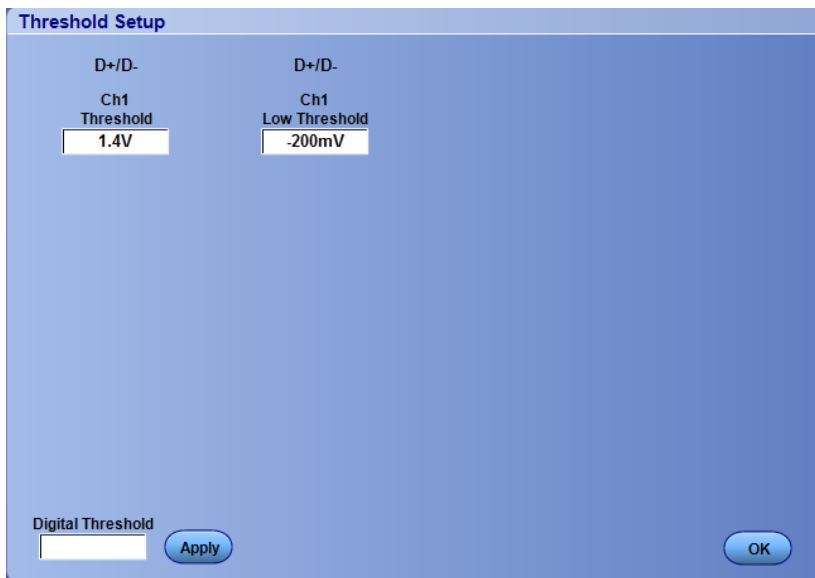 Threshold Setup
D+/D-
D+/D-
Ch1
Threshold
1.4V
Ch1
Low Threshold
-200mV
Digital Threshold
Apply
OK